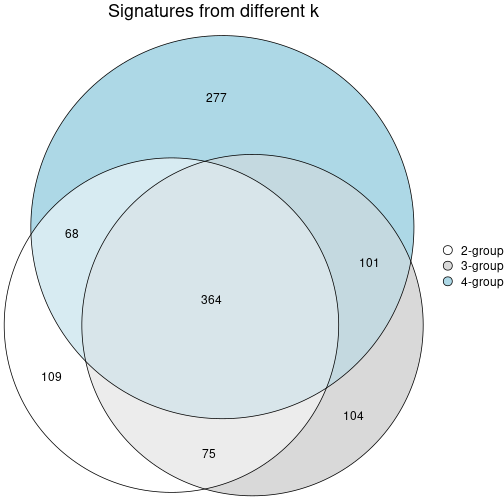 Signatures from different k
277
68
101
364
109
104
75
2-group
3-group
4-group